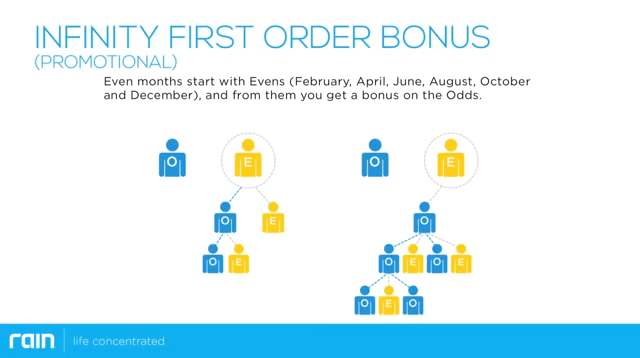 INFINITY FIRST ORDER BONUS
(PROMOTIONAL)
Even months start with Evens (February, April, June, August, October
and December), and from them you get a bonus on the Odds.
O E O E
O E O
O E O E O E
O E O
rain life concentrated